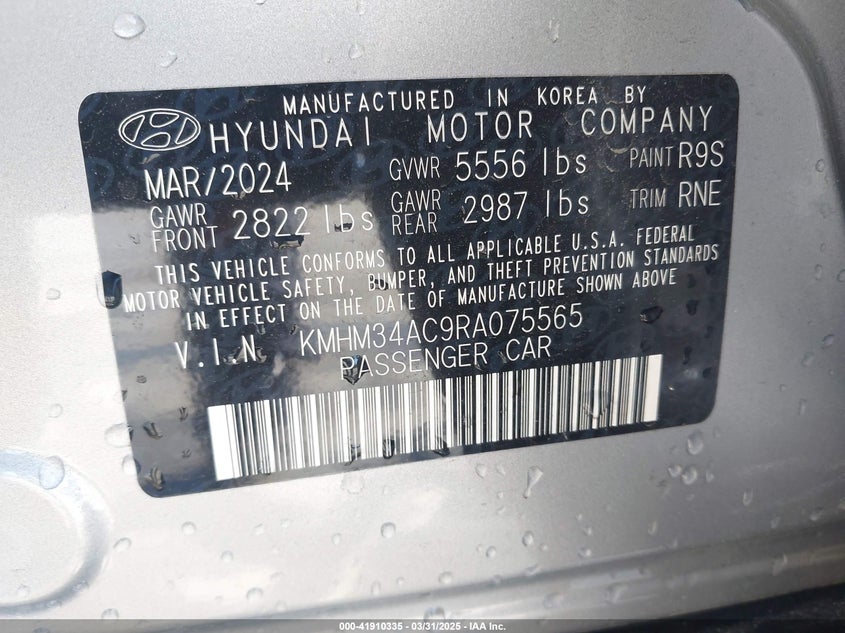 MANUFACTURED IN KOREA BY
HYUNDAI MOTOR COMPANY
MAR/2024 GVWR 5556 lbs PAINT R9S
GAWR FRONT 2822 lbs GAWR REAR 2987 lbs TRIM RNE
THIS VEHICLE CONFORMS TO ALL APPLICABLE U.S.A. FEDERAL
MOTOR VEHICLE SAFETY, BUMPER, AND THEFT PREVENTION STANDARDS
IN EFFECT ON THE DATE OF MANUFACTURE SHOWN ABOVE
V.I.N KMHM34AC9RA075565
PASSENGER CAR
000-41910335 - 03/31/2025 - IAA, Inc.